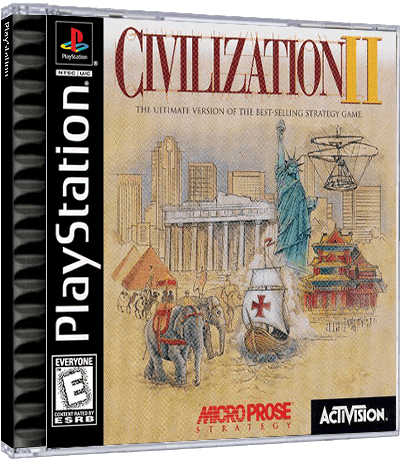 PlayStation
PlayStation
NTSC U/C
PlayStation
®
CIVILIZATION II
THE ULTIMATE VERSION OF THE BEST-SELLING STRATEGY GAME.
EVERYONE
E
CONTENT RATED BY
ESRB
MICROPROSE
STRATEGY
ACTIVISION.